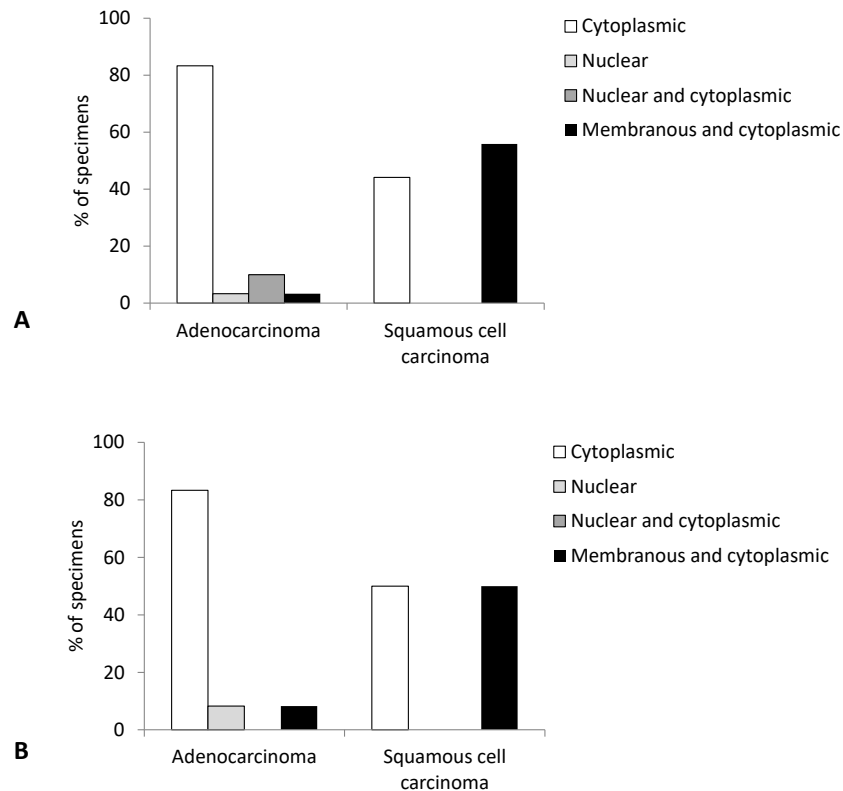 100
80
60
40
20
0
% of specimens
Adenocarcinoma
Squamous cell
carcinoma
Cytoplasmic
Nuclear
Nuclear and cytoplasmic
Membranous and cytoplasmic
A
100
80
60
40
20
0
% of specimens
Adenocarcinoma
Squamous cell
carcinoma
Cytoplasmic
Nuclear
Nuclear and cytoplasmic
Membranous and cytoplasmic
B